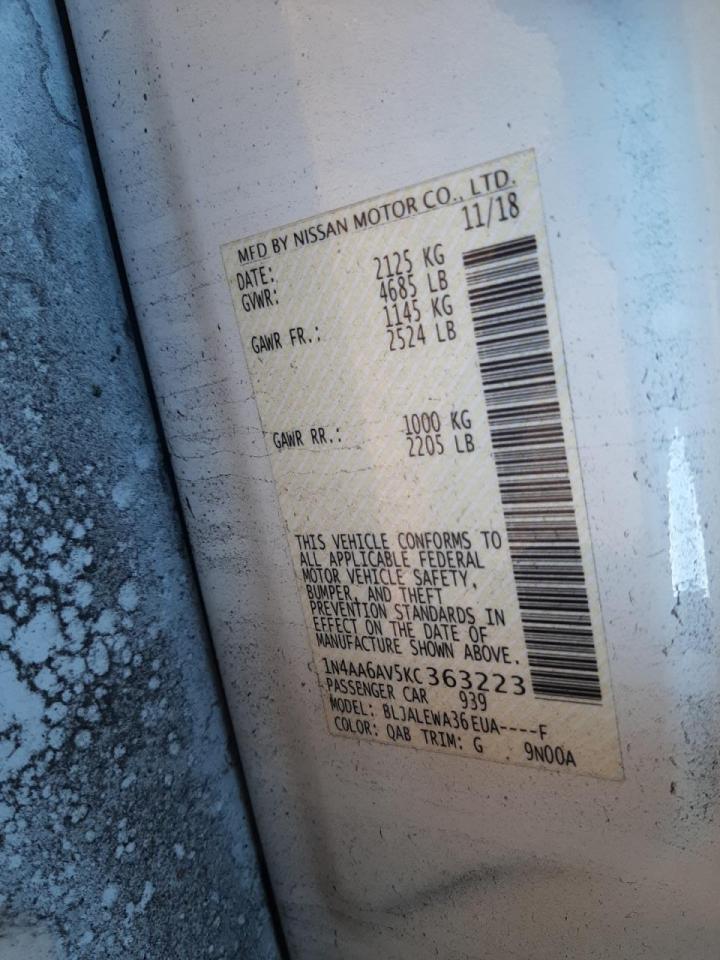 MFD BY NISSAN MOTOR CO., LTD.
DATE: 11/18
GVWR: 2125 KG
4685 LB
GAWR FR.: 1145 KG
2524 LB
GAWR RR.: 1000 KG
2205 LB
THIS VEHICLE CONFORMS TO
ALL APPLICABLE FEDERAL
MOTOR VEHICLE SAFETY,
BUMPER, AND THEFT
PREVENTION STANDARDS IN
EFFECT ON THE DATE OF
MANUFACTURE SHOWN ABOVE.
1N4AA6AV5KC363223
PASSENGER CAR 939
MODEL: BLJALEWA36EUA----F
COLOR: QAB TRIM: G 9N00A